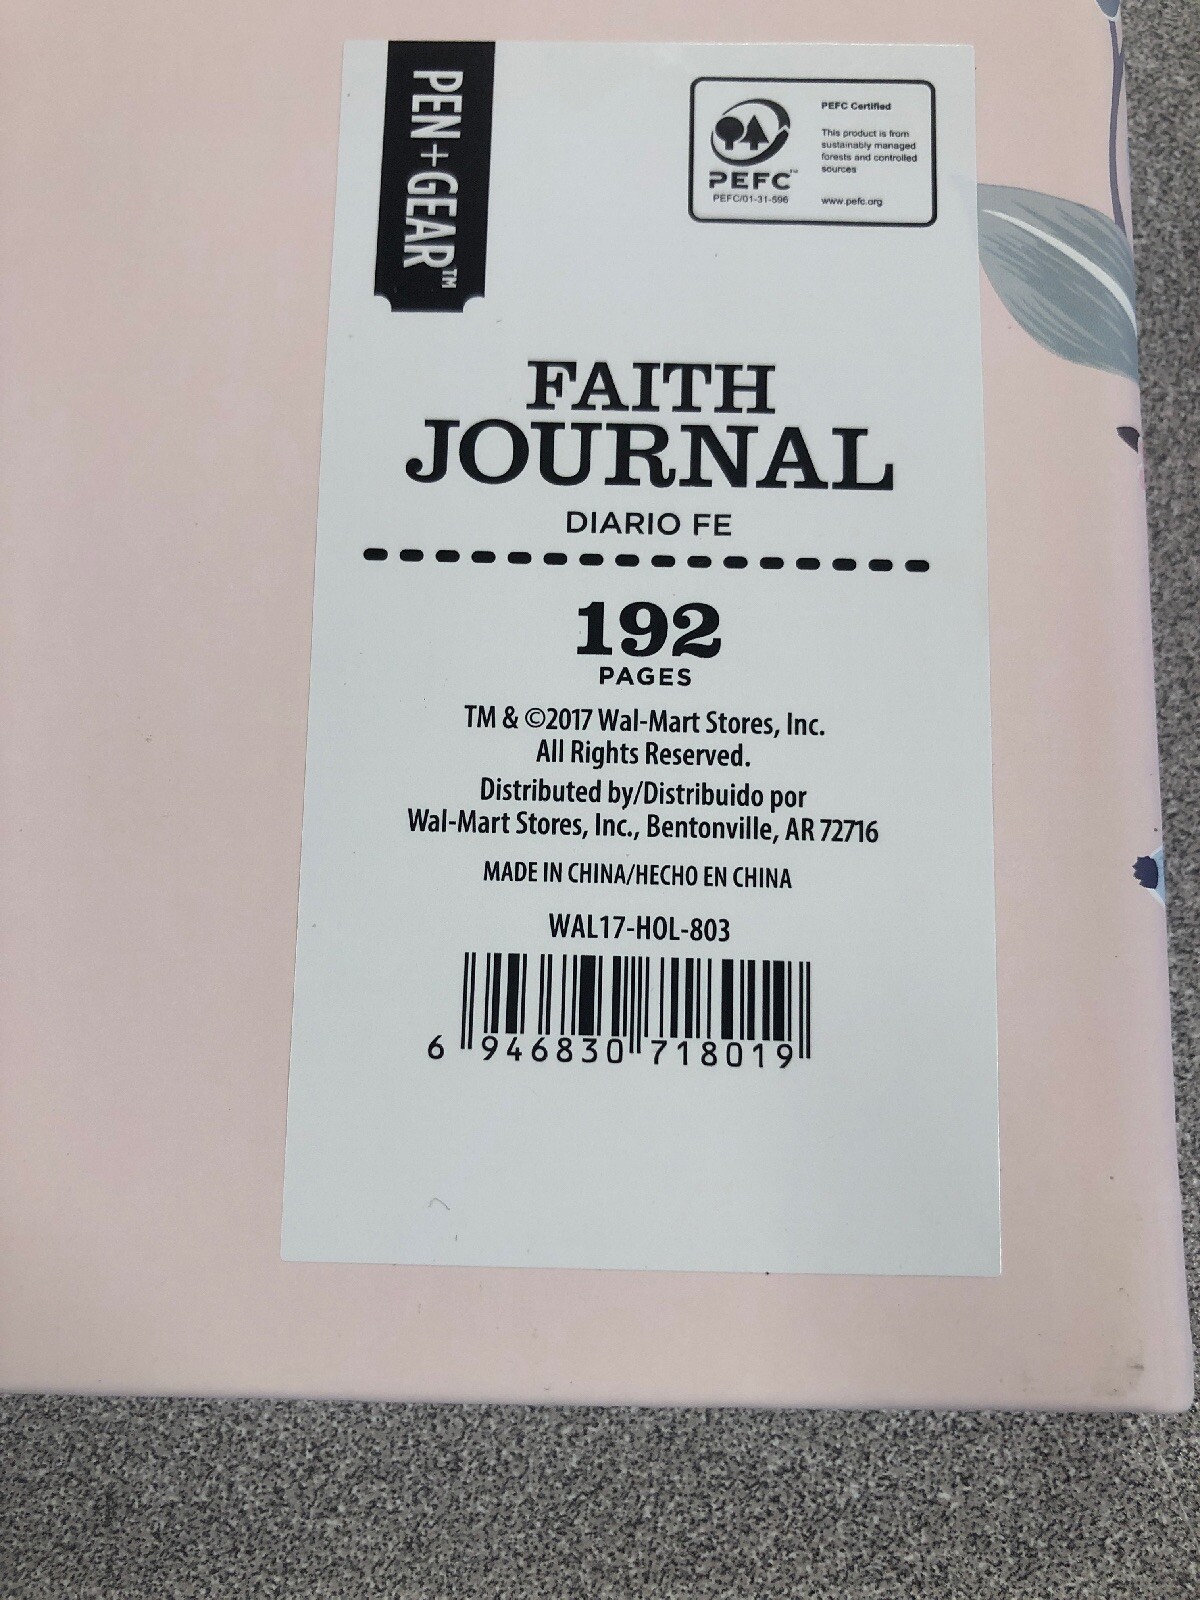 PEN+GEAR™
PEFC™
PEFC/01-31-596
PEFC Certified
This product is from
sustainably managed
forests and controlled
sources
www.pefc.org
FAITH
JOURNAL
DIARIO FE
192
PAGES
TM & ©2017 Wal-Mart Stores, Inc.
All Rights Reserved.
Distributed by/Distribuido por
Wal-Mart Stores, Inc., Bentonville, AR 72716
MADE IN CHINA/HECHO EN CHINA
WAL17-HOL-803
6 946830 718019